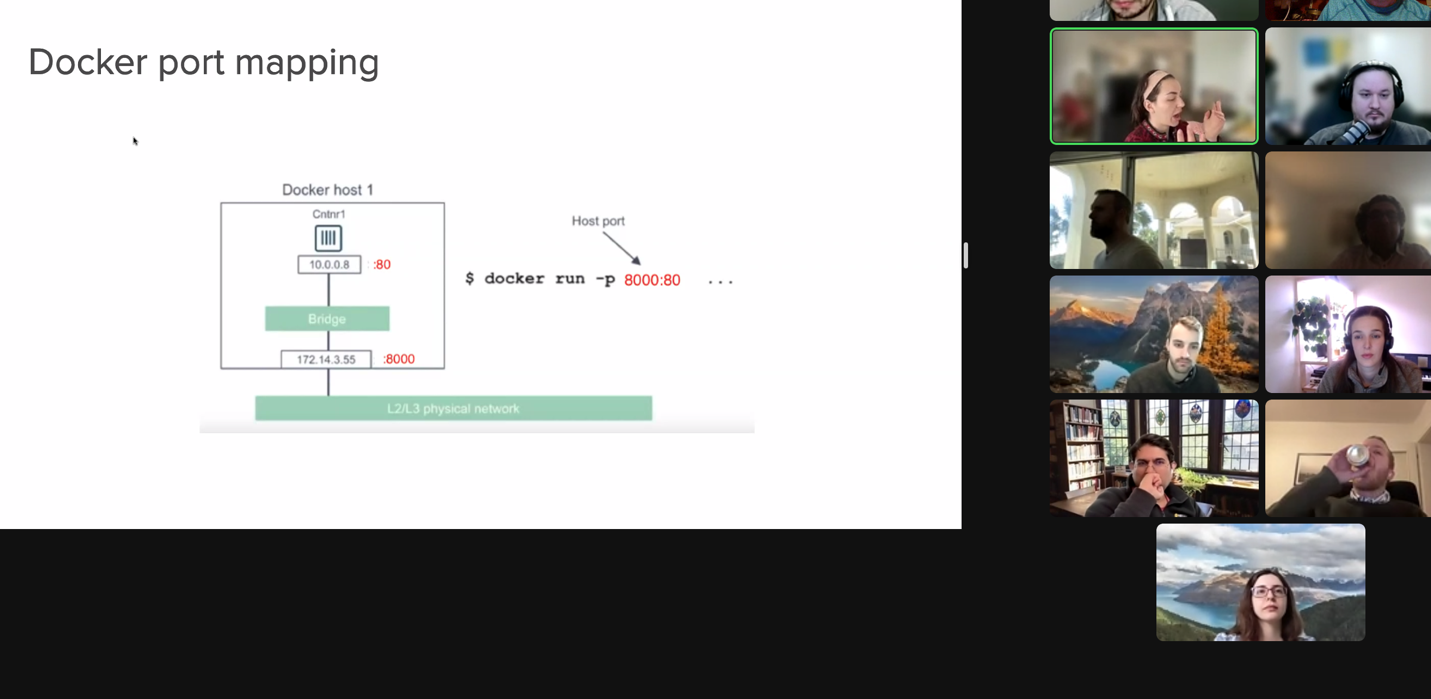 Docker port mapping
Docker host 1
Cntnr1
10.0.0.8 :80
Host port
$ docker run -p 8000:80 ...
Bridge
172.14.3.55 :8000
L2/L3 physical network